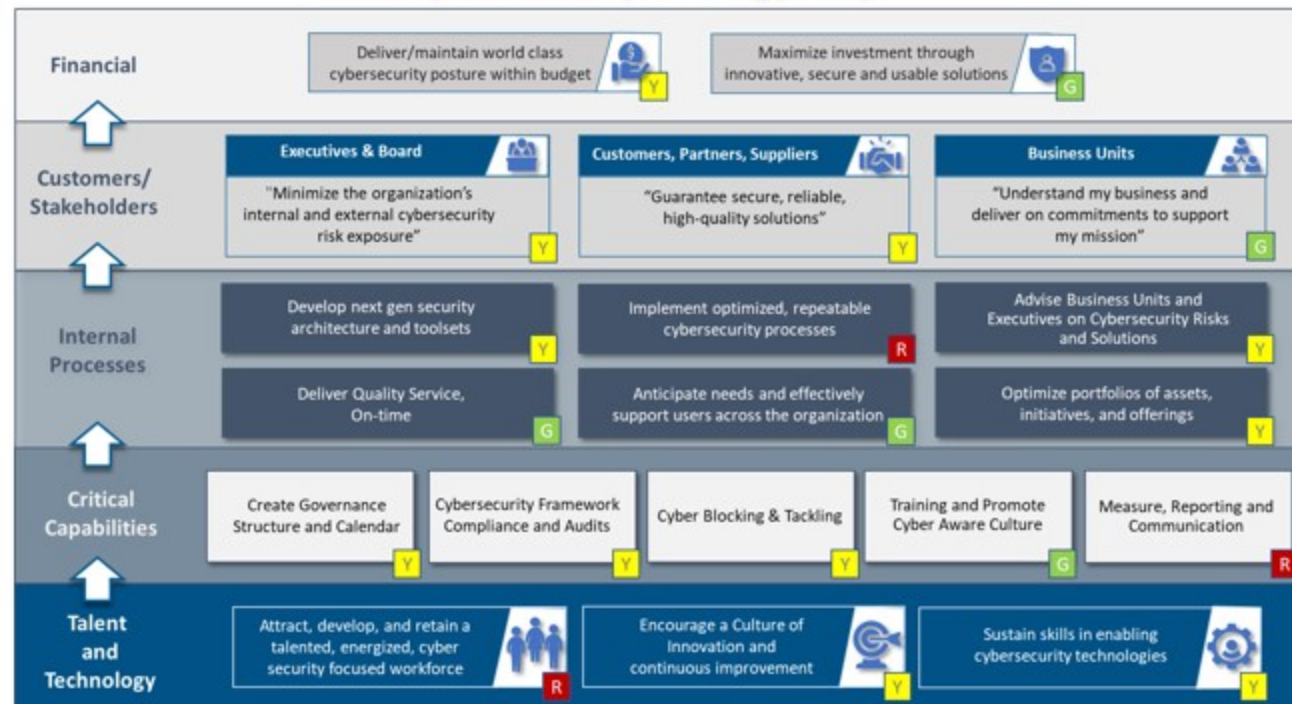 Financial
Deliver/maintain world class
cybersecurity posture within budget
Y
Maximize investment through
innovative, secure and usable solutions
G
Customers/
Stakeholders
Executives & Board
"Minimize the organization's
internal and external cybersecurity
risk exposure"
Y
Customers, Partners, Suppliers
"Guarantee secure, reliable,
high-quality solutions"
Y
Business Units
"Understand my business and
deliver on commitments to support
my mission"
G
Internal
Processes
Develop next gen security
architecture and toolsets
Y
Implement optimized, repeatable
cybersecurity processes
R
Advise Business Units and
Executives on Cybersecurity Risks
and Solutions
Y
Deliver Quality Service,
On-time
G
Anticipate needs and effectively
support users across the organization
G
Optimize portfolios of assets,
initiatives, and offerings
Y
Critical
Capabilities
Create Governance
Structure and Calendar
Y
Cybersecurity Framework
Compliance and Audits
Y
Cyber Blocking & Tackling
Y
Training and Promote
Cyber Aware Culture
G
Measure, Reporting and
Communication
R
Talent
and
Technology
Attract, develop, and retain a
talented, energized, cyber
security focused workforce
R
Encourage a Culture of
Innovation and
continuous improvement
Y
Sustain skills in enabling
cybersecurity technologies
Y